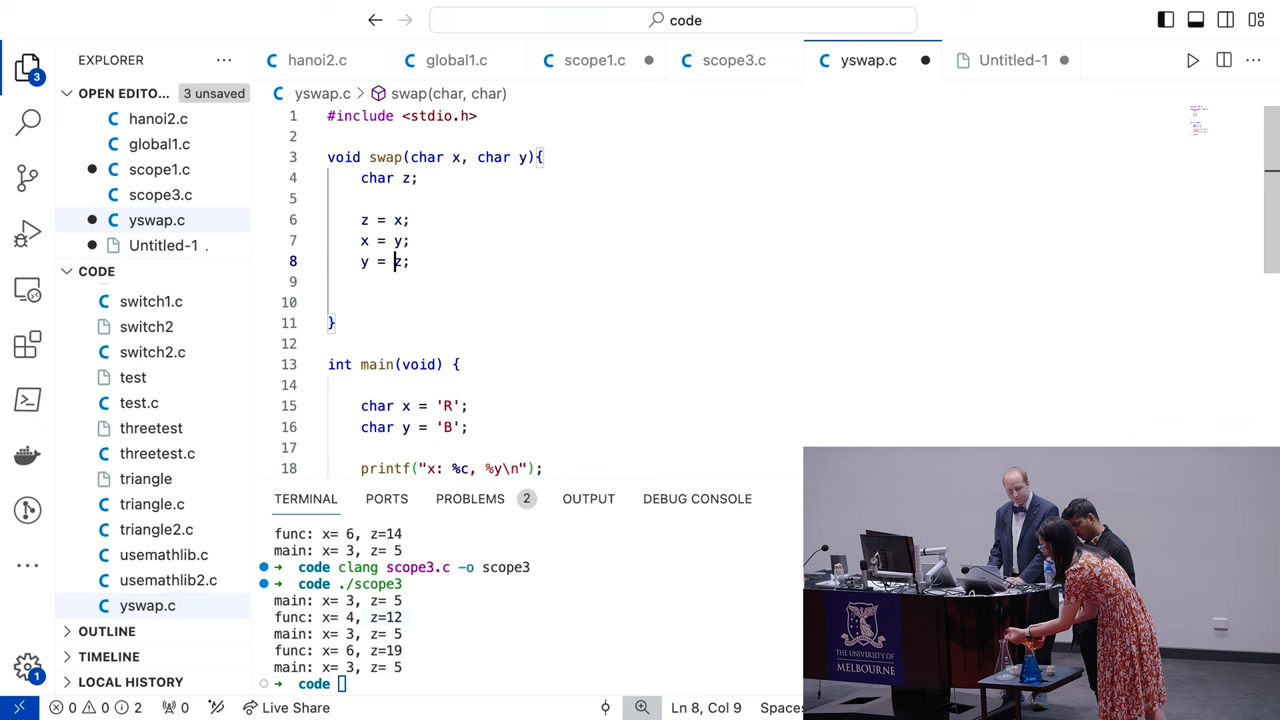 code
EXPLORER
hanoi2.c
global1.c
scope1.c
scope3.c
yswap.c
Untitled-1
OPEN EDITO...
3 unsaved
yswap.c > swap(char, char)
hanoi2.c
global1.c
scope1.c
scope3.c
yswap.c
Untitled-1 .
CODE
switch1.c
switch2
switch2.c
test
test.c
threetest
threetest.c
triangle
triangle.c
triangle2.c
usemathlib.c
usemathlib2.c
yswap.c
OUTLINE
TIMELINE
LOCAL HISTORY
3
1
1 #include <stdio.h>
2
3 void swap(char x, char y){
4 char z;
5
6 z = x;
7 x = y;
8 y = z;
9
10
11 }
12
13 int main(void) {
14
15 char x = 'R';
16 char y = 'B';
17
18 printf("x: %c, %y\n");
TERMINAL PORTS PROBLEMS 2 OUTPUT DEBUG CONSOLE
func: x= 6, z=14
main: x= 3, z= 5
→ code clang scope3.c -o scope3
→ code ./scope3
main: x= 3, z= 5
func: x= 4, z=12
main: x= 3, z= 5
func: x= 6, z=19
main: x= 3, z= 5
→ code
0 0 2 0 Live Share Ln 8, Col 9 Spaces
THE UNIVERSITY OF
MELBOURNE